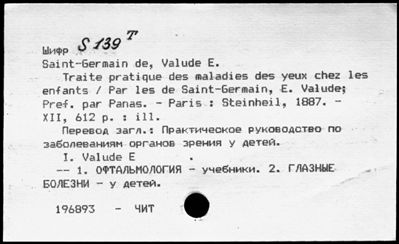 Шифр S 139 T
Saint-Germain de, Valude E.
Traite pratique des maladies des yeux chez les
enfants / Par les de Saint-Germain, E. Valude;
Pref. par Panas. - Paris : Steinheil, 1887. -
XII, 612 p. : ill.
Перевод загл.: Практическое руководство по
заболеваниям органов зрения у детей.
I. Valude E .
-- 1. ОФТАЛЬМОЛОГИЯ - учебники. 2. ГЛАЗНЫЕ
БОЛЕЗНИ - у детей.
196893 - ЧИТ